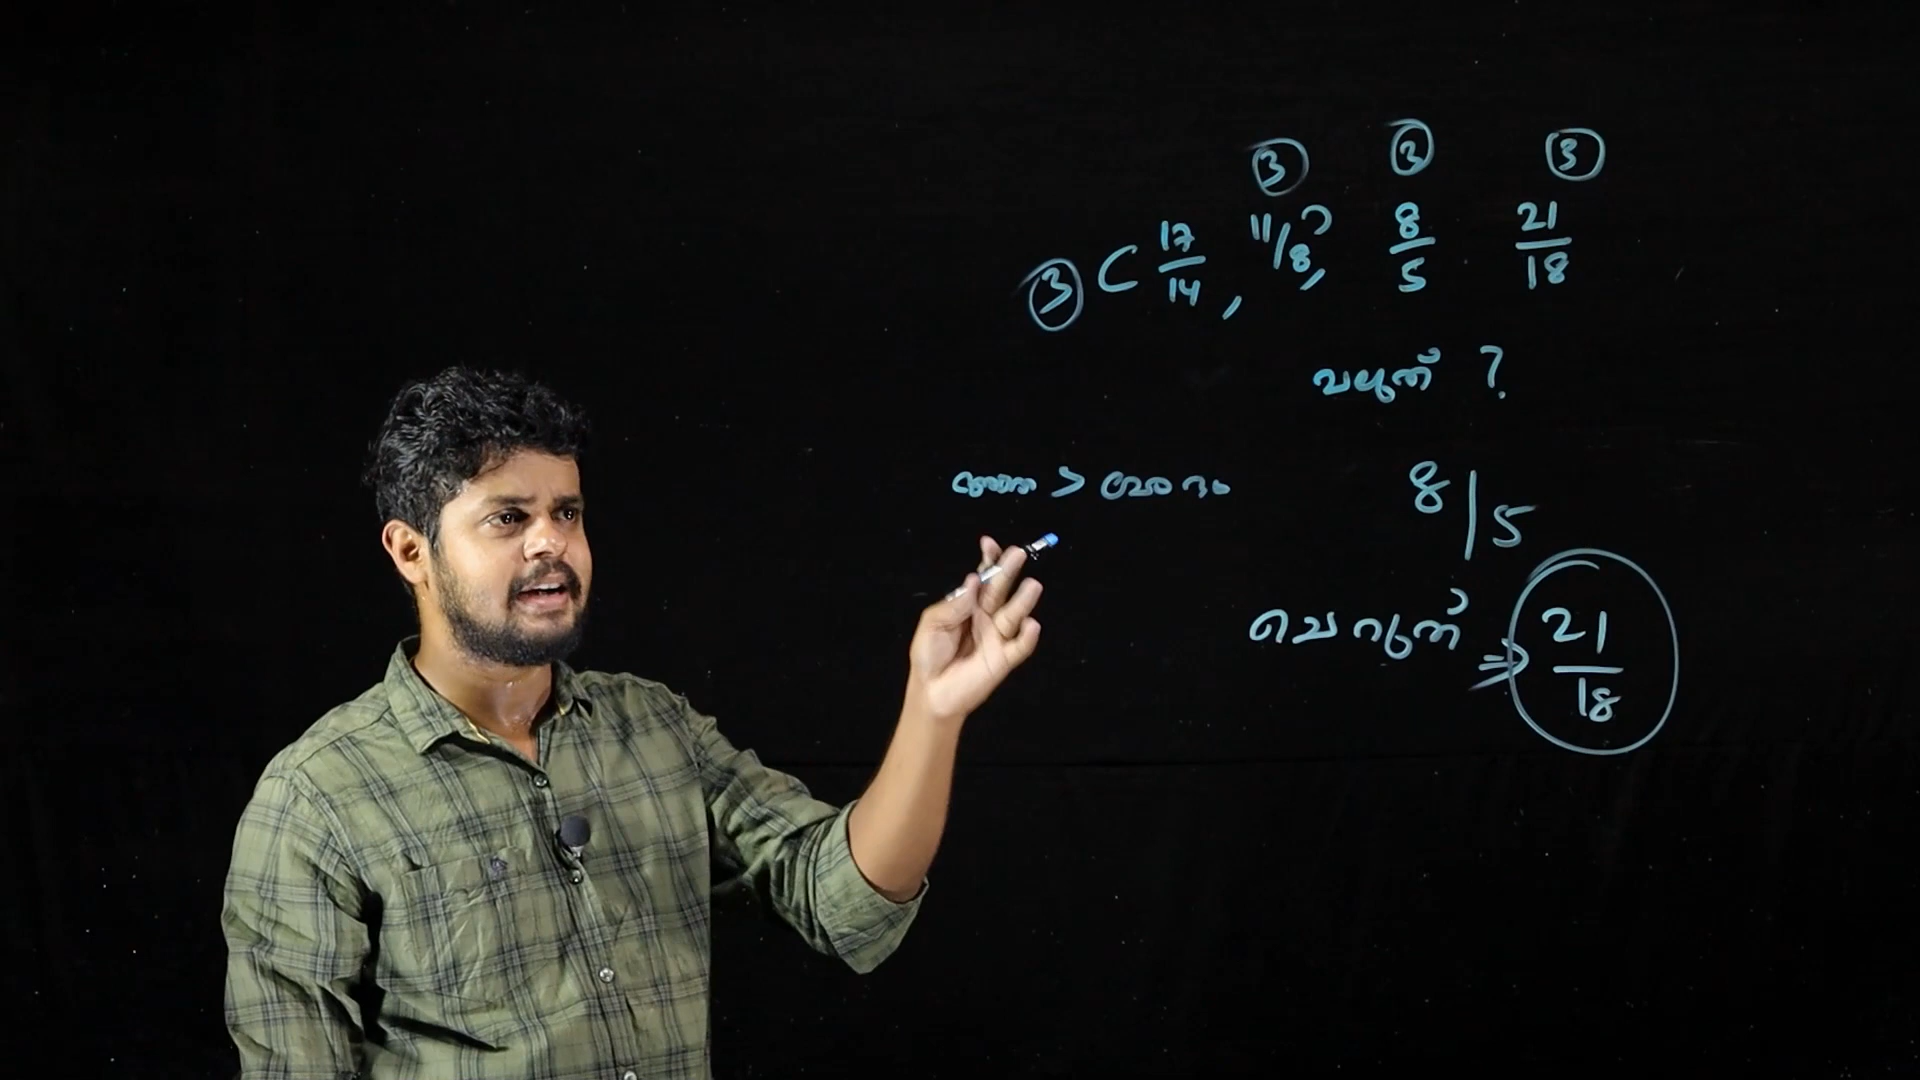 3 3 3
3 ( 17/14 , 11/8 , 8/5 21/18
വലുത് ?
അംശം > ഛേദം
8/5
ചെറുത് ⇒ 21/18